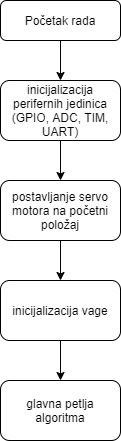 Početak rada
inicijalizacija
perifernih jedinica
(GPIO, ADC, TIM,
UART)
postavljanje servo
motora na početni
položaj
inicijalizacija vage
glavna petlja
algoritma